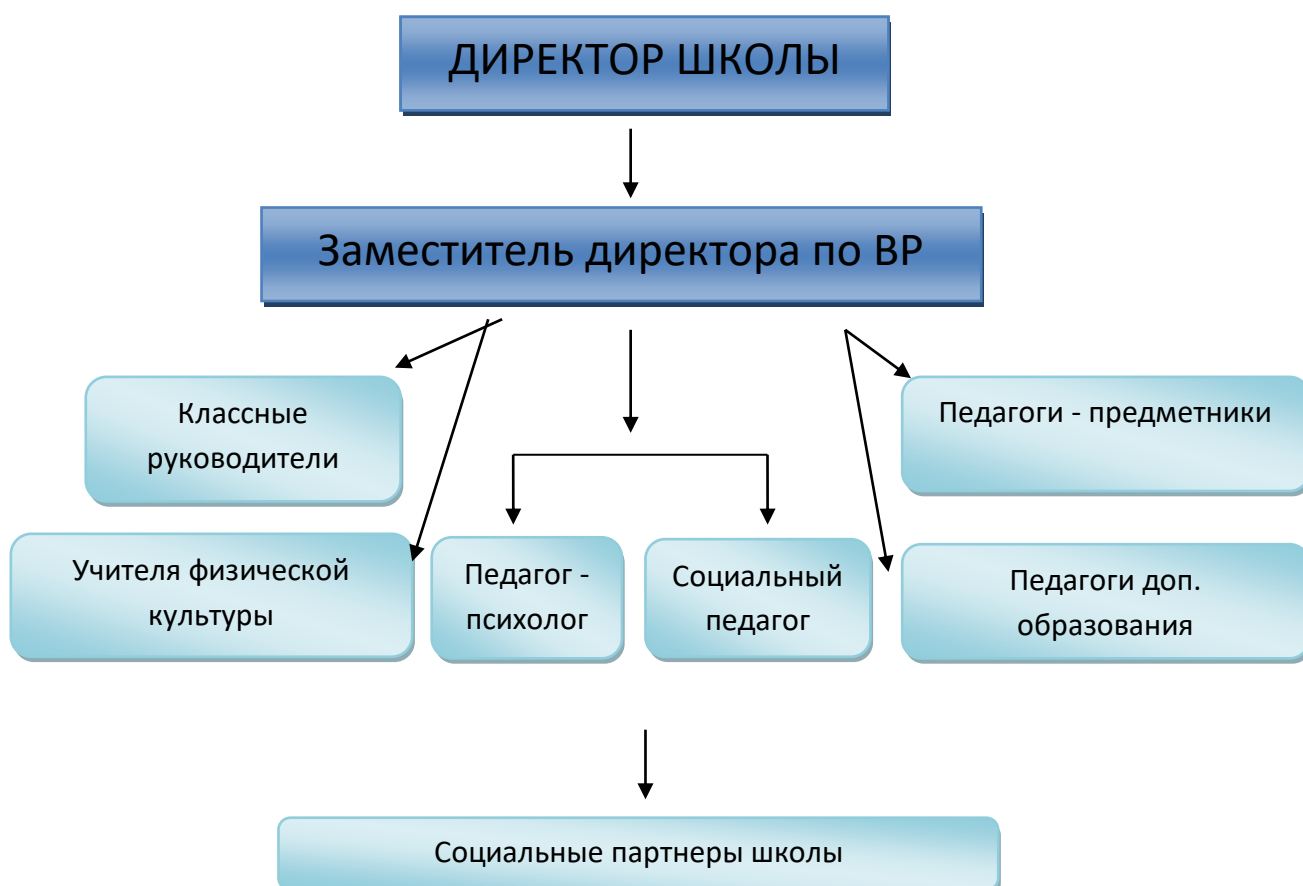 ДИРЕКТОР ШКОЛЫ
Заместитель директора по ВР
Классные
руководители
Педагоги - предметники
Учителя физической
культуры
Педагог -
психолог
Социальный
педагог
Педагоги доп.
образования
Социальные партнеры школы